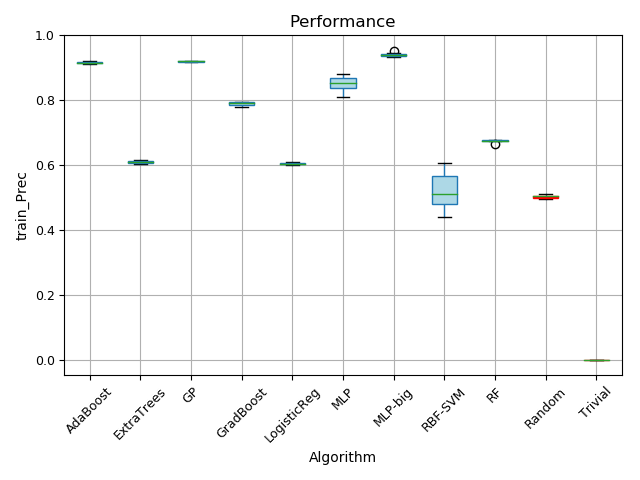 Performance
train_Prec
1.0
0.8
0.6
0.4
0.2
0.0
AdaBoost
ExtraTrees
GP
GradBoost
LogisticReg
MLP
MLP-big
RBF-SVM
RF
Random
Trivial
Algorithm